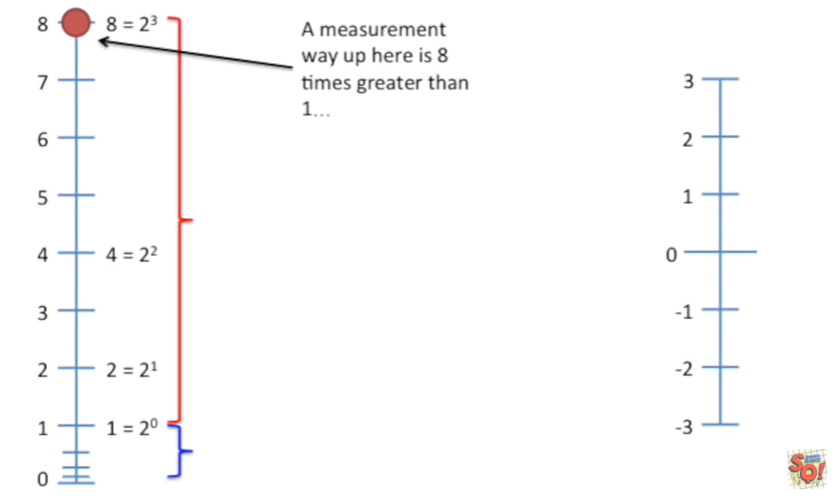 8
8 = 2³
7
6
5
4
4 = 2²
3
2
2 = 2¹
1
1 = 2⁰
0
A measurement
way up here is 8
times greater than
1...
3
2
1
0
-1
-2
-3
SQ!